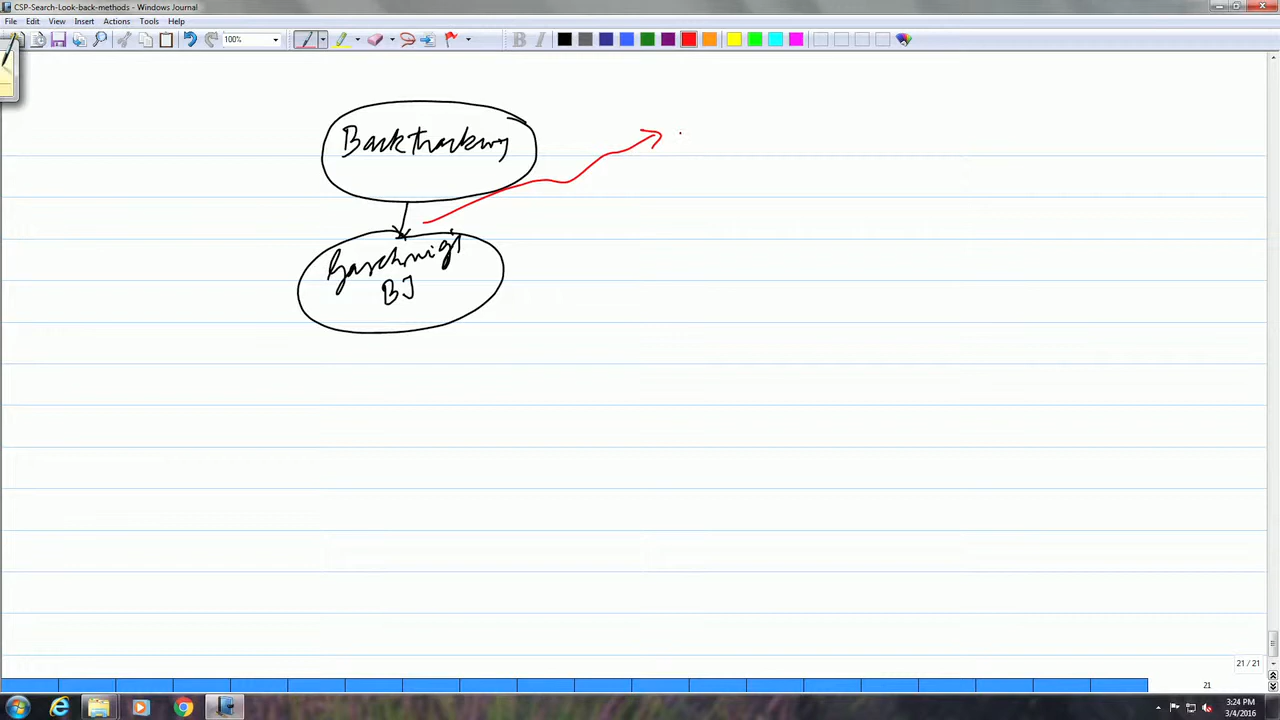 CSP-Search-Look-back-methods - Windows Journal
File Edit View Insert Actions Tools Help
100%
B I
Backtracking
Gaschnig's
BJ
21 / 21
21
3:24 PM
3/4/2016